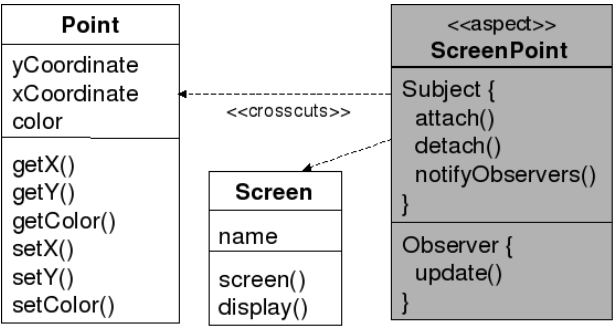 Point
yCoordinate
xCoordinate
color
getX()
getY()
getColor()
setX()
setY()
setColor()
<<crosscuts>>
Screen
name
screen()
display()
<<aspect>>
ScreenPoint
Subject {
attach()
detach()
notifyObservers()
}
Observer {
update()
}